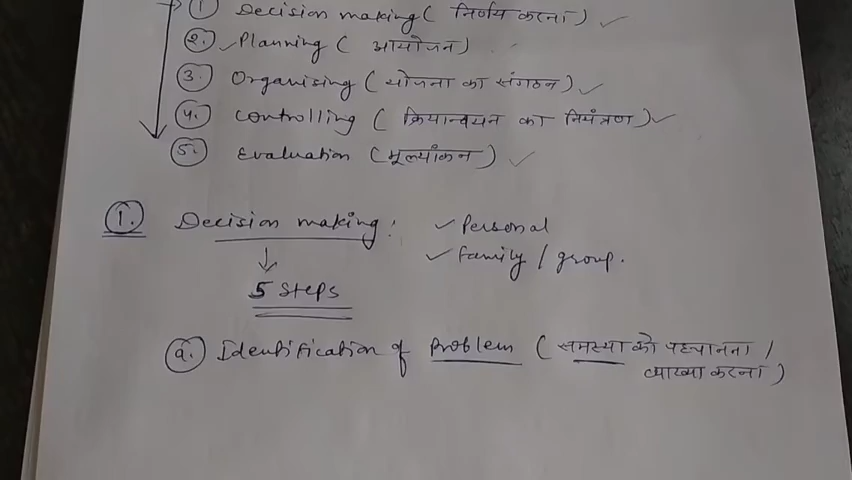 1. Decision making ( निर्णय करना )
2. Planning ( आयोजन )
3. Organising ( योजना का संगठन )
4. Controlling ( क्रियान्वयन का नियंत्रण )
5. Evaluation ( मूल्यांकन )
1. Decision making : Personal
Family / group.
5 Steps
a. Identification of Problem ( समस्या को पहचानना /
व्याख्या करना )